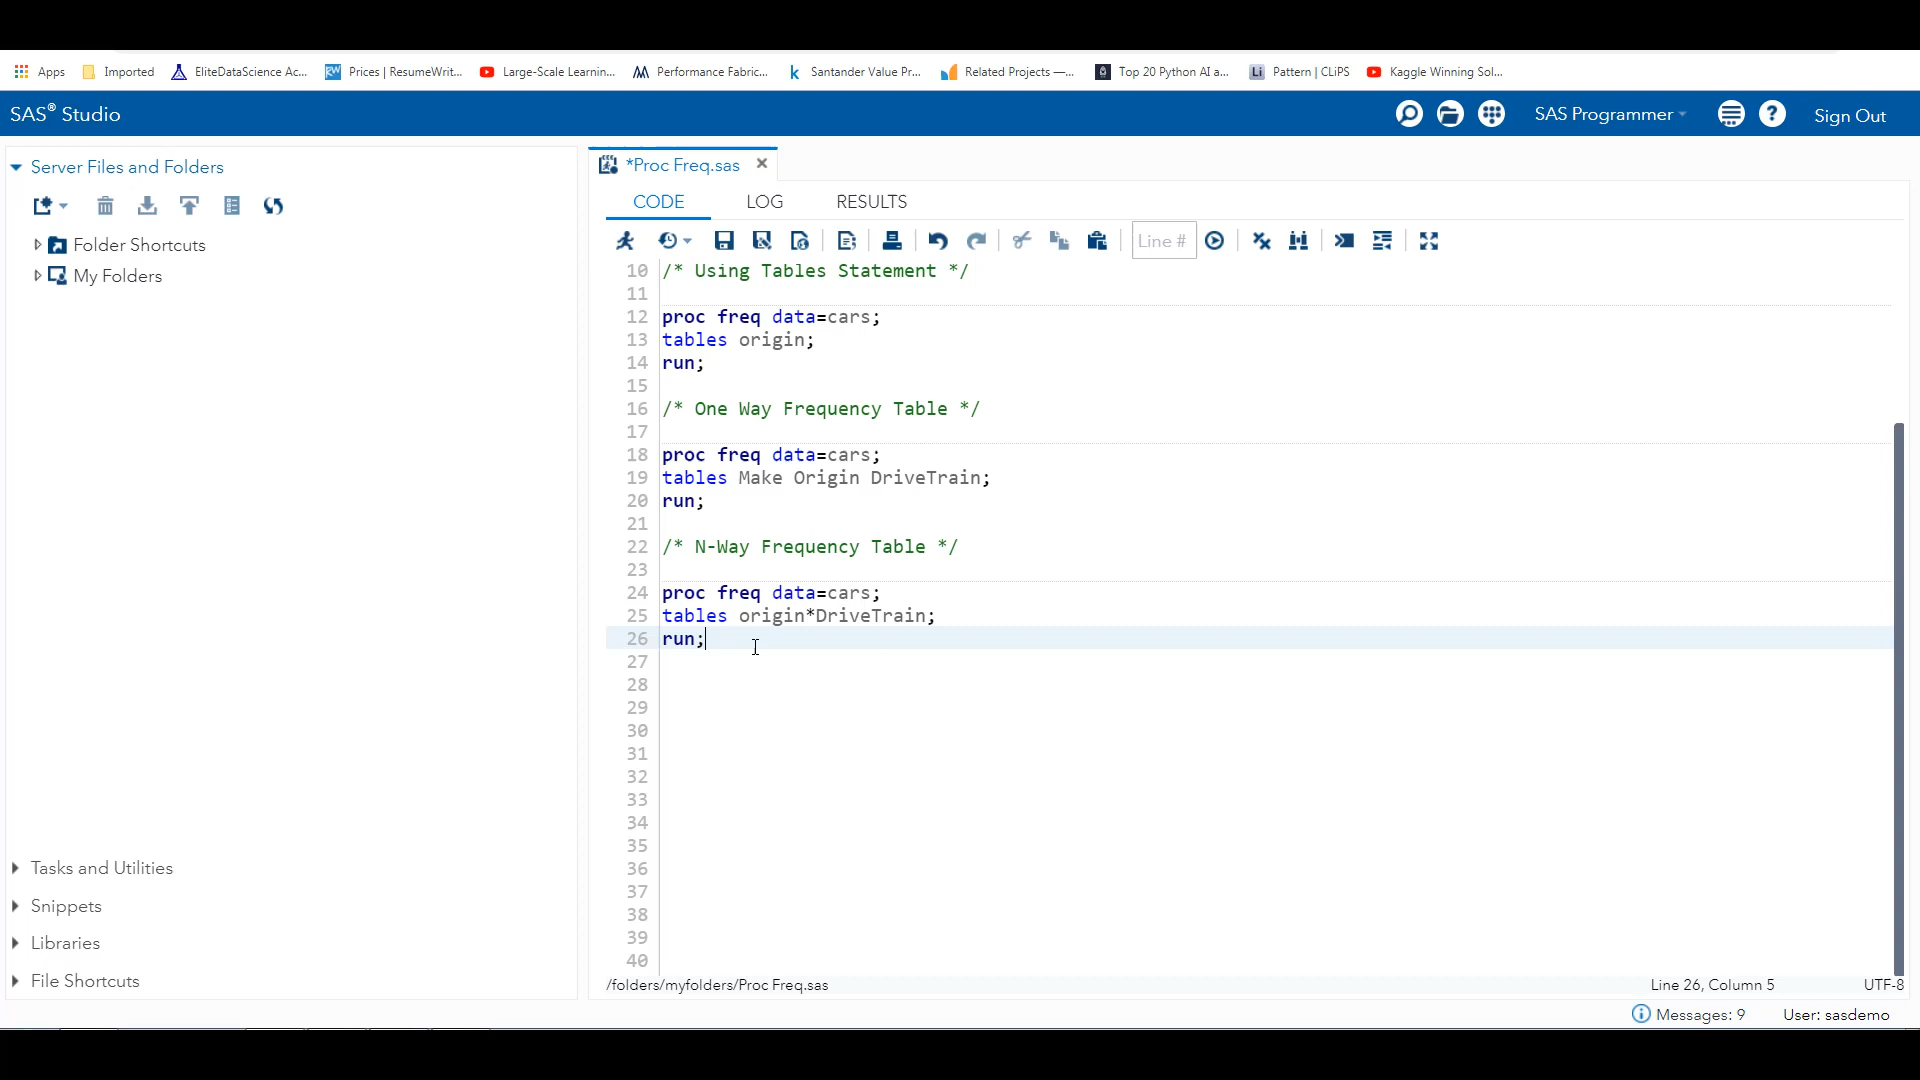 Apps Imported EliteDataScience Ac... Prices | ResumeWrit... Large-Scale Learnin... Performance Fabric... Santander Value Pr... Related Projects —... Top 20 Python AI a... Pattern | CLiPS Kaggle Winning Sol...
SAS® Studio SAS Programmer Sign Out
Server Files and Folders
Folder Shortcuts
My Folders
Tasks and Utilities
Snippets
Libraries
File Shortcuts
*Proc Freq.sas
CODE LOG RESULTS
Line #
10 /* Using Tables Statement */
11
12 proc freq data=cars;
13 tables origin;
14 run;
15
16 /* One Way Frequency Table */
17
18 proc freq data=cars;
19 tables Make Origin DriveTrain;
20 run;
21
22 /* N-Way Frequency Table */
23
24 proc freq data=cars;
25 tables origin*DriveTrain;
26 run;
27
28
29
30
31
32
33
34
35
36
37
38
39
40
/folders/myfolders/Proc Freq.sas Line 26, Column 5 UTF-8
Messages: 9 User: sasdemo